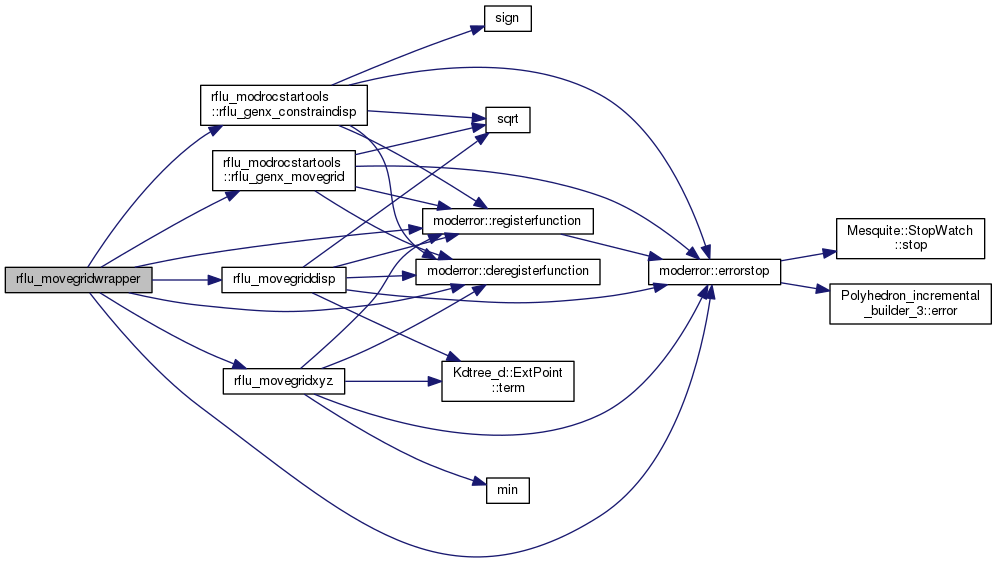 sign
rflu_modrocstartools
::rflu_genx_constraindisp
sqrt
rflu_modrocstartools
::rflu_genx_movegrid
moderror::registerfunction
Mesquite::StopWatch
::stop
rflu_movegridwrapper
rflu_movegriddisp
moderror::deregisterfunction
moderror::errorstop
Polyhedron_incremental
_builder_3::error
rflu_movegridxyz
Kdtree_d::ExtPoint
::term
min